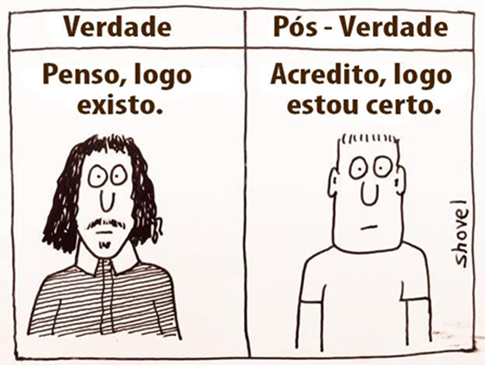 Verdade
Penso, logo
existo.
Pós - Verdade
Acredito, logo
estou certo.
shovel